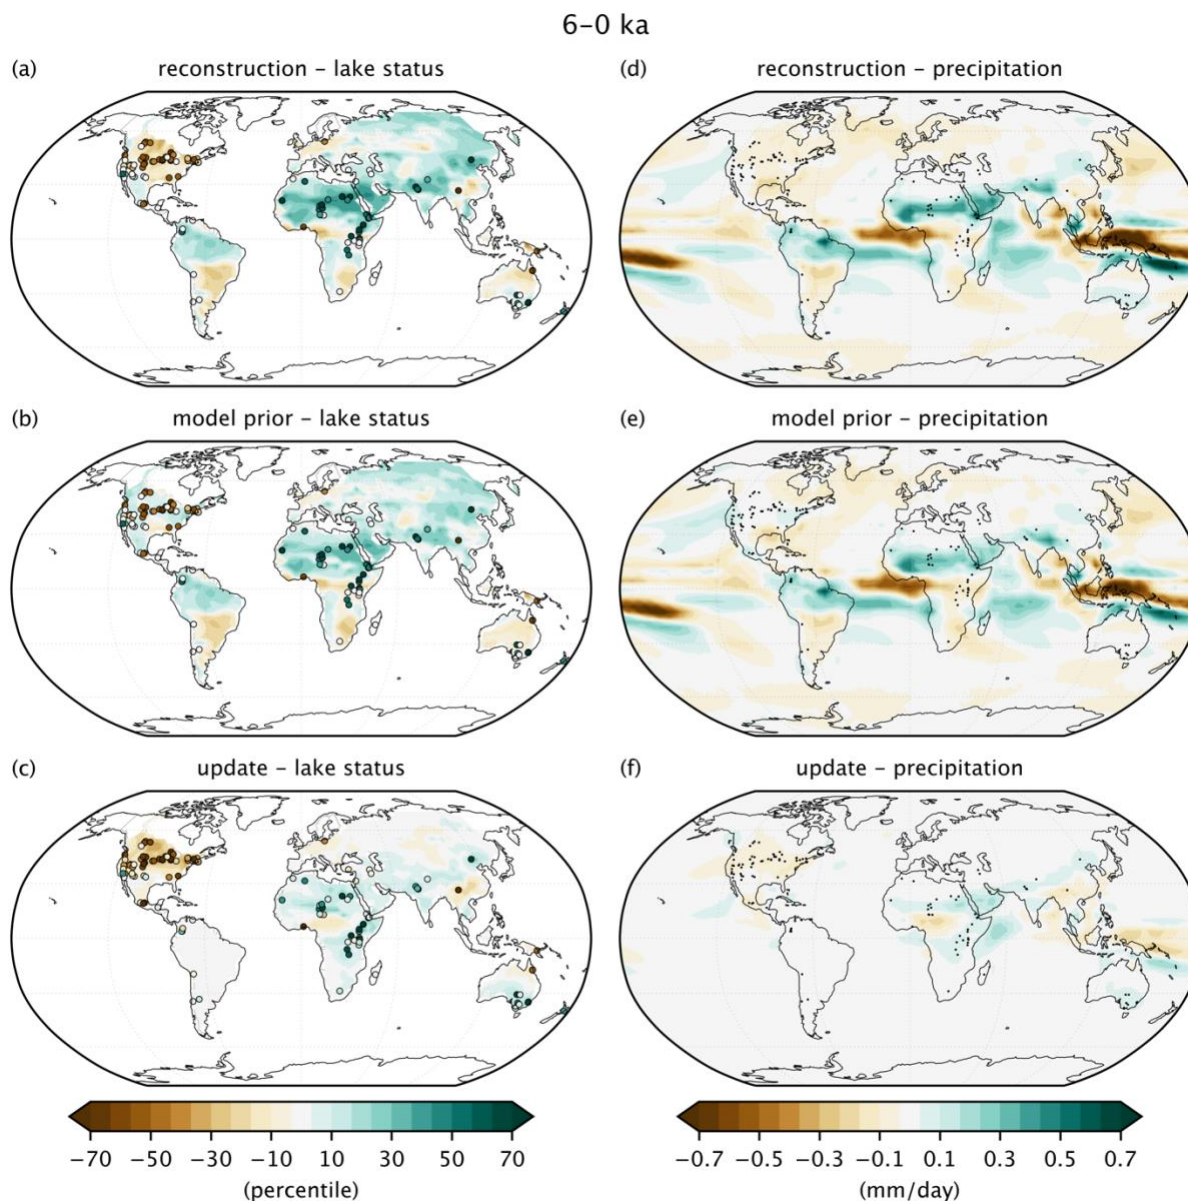 6–0 ka
(a) reconstruction – lake status
(d) reconstruction – precipitation
(b) model prior – lake status
(e) model prior – precipitation
(c) update – lake status
(f) update – precipitation
−70 −50 −30 −10 10 30 50 70
(percentile)
−0.7 −0.5 −0.3 −0.1 0.1 0.3 0.5 0.7
(mm/day)